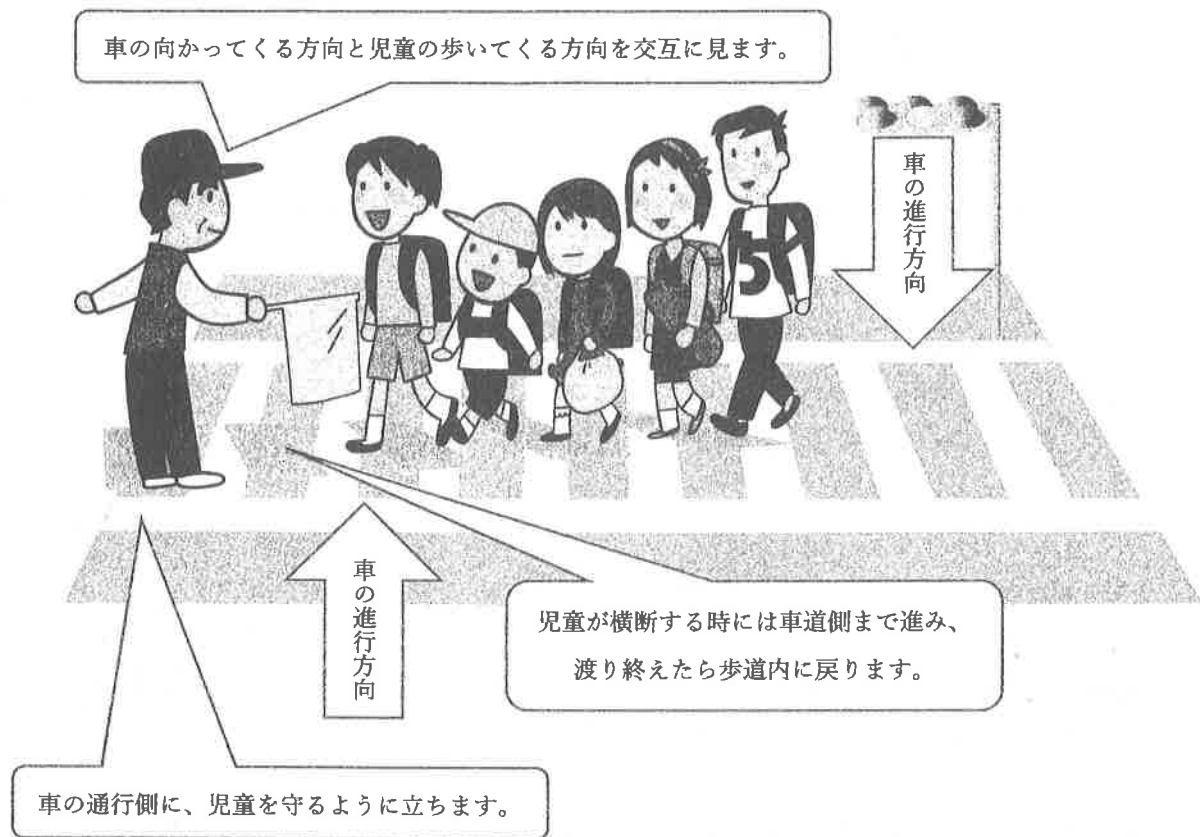 車の向かってくる方向と児童の歩いてくる方向を交互に見ます。
車の進行方向
車の進行方向
児童が横断する時には車道側まで進み、
渡り終えたら歩道内に戻ります。
車の通行側に、児童を守るように立ちます。